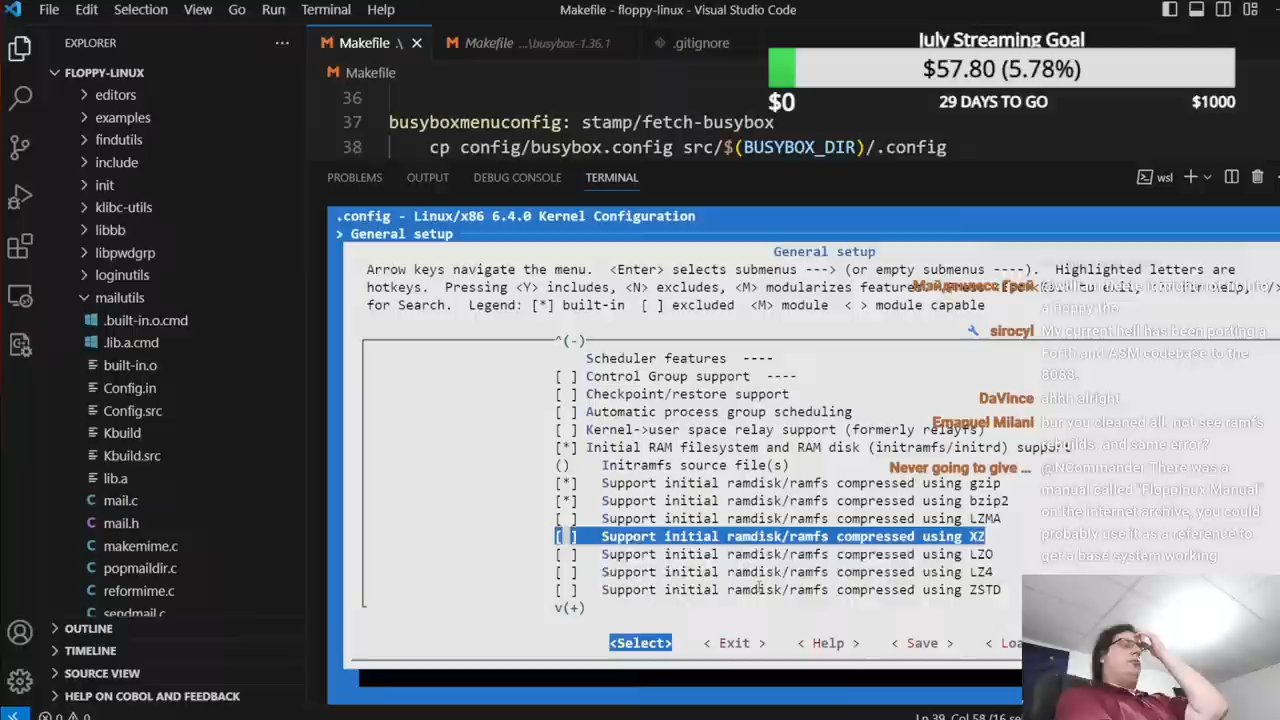 File Edit Selection View Go Run Terminal Help
Makefile - floppy-linux - Visual Studio Code
EXPLORER
FLOPPY-LINUX
editors
examples
findutils
include
init
klibc-utils
libbb
libpwdgrp
loginutils
mailutils
.built-in.o.cmd
.lib.a.cmd
built-in.o
Config.in
Config.src
Kbuild
Kbuild.src
lib.a
mail.c
mail.h
makemime.c
popmaildir.c
reformime.c
sendmail.c
OUTLINE
TIMELINE
SOURCE VIEW
HELP ON COBOL AND FEEDBACK
Makefile .\
Makefile ...\busybox-1.36.1
.gitignore
Makefile
July Streaming Goal
$57.80 (5.78%)
$0 29 DAYS TO GO $1000
36
37 busyboxmenuconfig: stamp/fetch-busybox
38 cp config/busybox.config src/$(BUSYBOX_DIR)/.config
PROBLEMS OUTPUT DEBUG CONSOLE TERMINAL
wsl
.config - Linux/x86 6.4.0 Kernel Configuration
> General setup
General setup
Arrow keys navigate the menu. <Enter> selects submenus ---> (or empty submenus ----). Highlighted letters are
hotkeys. Pressing <Y> includes, <N> excludes, <M> modularizes features.
for Search. Legend: [*] built-in [ ] excluded <M> module < > module capable
^(-)
Scheduler features ----
[ ] Control Group support ----
[ ] Checkpoint/restore support
[ ] Automatic process group scheduling
[ ] Kernel->user space relay support (formerly relayfs)
[*] Initial RAM filesystem and RAM disk (initramfs/initrd) support
() Initramfs source file(s)
[*] Support initial ramdisk/ramfs compressed using gzip
[*] Support initial ramdisk/ramfs compressed using bzip2
[ ] Support initial ramdisk/ramfs compressed using LZMA
[ ] Support initial ramdisk/ramfs compressed using XZ
[ ] Support initial ramdisk/ramfs compressed using LZO
[ ] Support initial ramdisk/ramfs compressed using LZ4
[ ] Support initial ramdisk/ramfs compressed using ZSTD
v(+)
<Select> < Exit > < Help > < Save > < Loa
a floppy tho
sirocyl My current hell has been porting a
Forth and ASM codebase to the
8088.
DaVince ahhh alright
Emanuel Milani bur you cleaned all. not see ramfs
rebuilds. and same error?
Never going to give ... @NCommander There was a
manual called "Floppinux Manual"
on the internet archive, you could
probably use it as a reference to
get a base system working